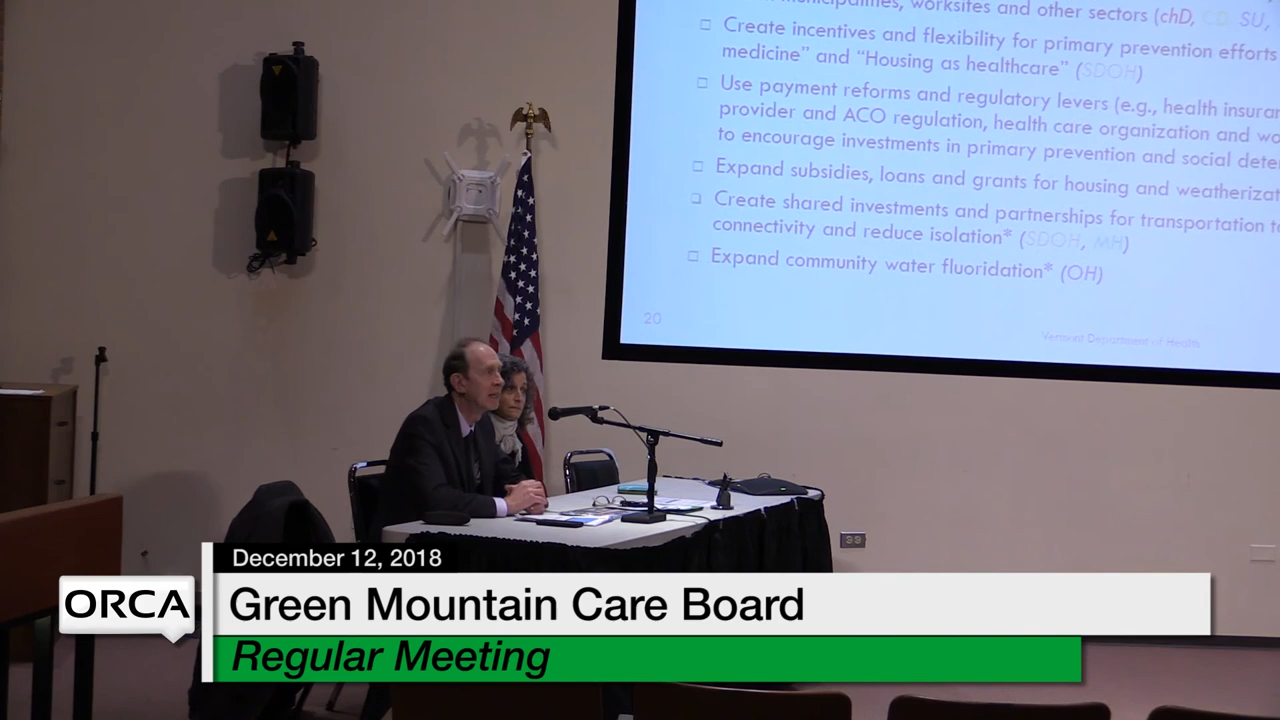 municipalities, worksites and other sectors (chD, CD, SU,
□ Create incentives and flexibility for primary prevention efforts
medicine” and “Housing as healthcare” (SDOH)
□ Use payment reforms and regulatory levers (e.g., health
provider and ACO regulation, health care organization and
to encourage investments in primary prevention and social
□ Expand subsidies, loans and grants for housing and
□ Create shared investments and partnerships for transportation
connectivity and reduce isolation* (SDOH, MH)
□ Expand community water fluoridation* (OH)
20
Vermont Department of Health
December 12, 2018
ORCA
Green Mountain Care Board
Regular Meeting